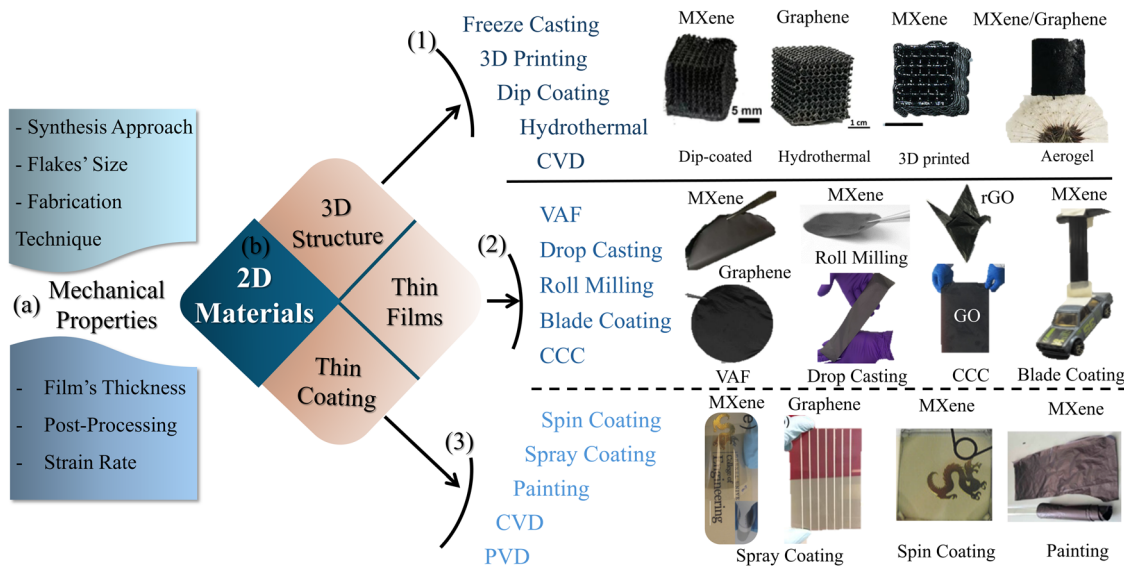 - Synthesis Approach
- Flakes' Size
- Fabrication
Technique
(a) Mechanical
Properties
- Film's Thickness
- Post-Processing
- Strain Rate
(b)
2D
Materials
3D
Structure
Thin
Films
Thin
Coating
(1)
Freeze Casting
3D Printing
Dip Coating
Hydrothermal
CVD
MXene
Graphene
MXene
MXene/Graphene
5 mm
1 cm
Dip-coated
Hydrothermal
3D printed
Aerogel
(2)
VAF
Drop Casting
Roll Milling
Blade Coating
CCC
MXene
MXene
rGO
MXene
Graphene
Roll Milling
GO
VAF
Drop Casting
CCC
Blade Coating
(3)
Spin Coating
Spray Coating
Painting
CVD
PVD
MXene
Graphene
MXene
MXene
e)
engineering
Spray Coating
Spin Coating
Painting